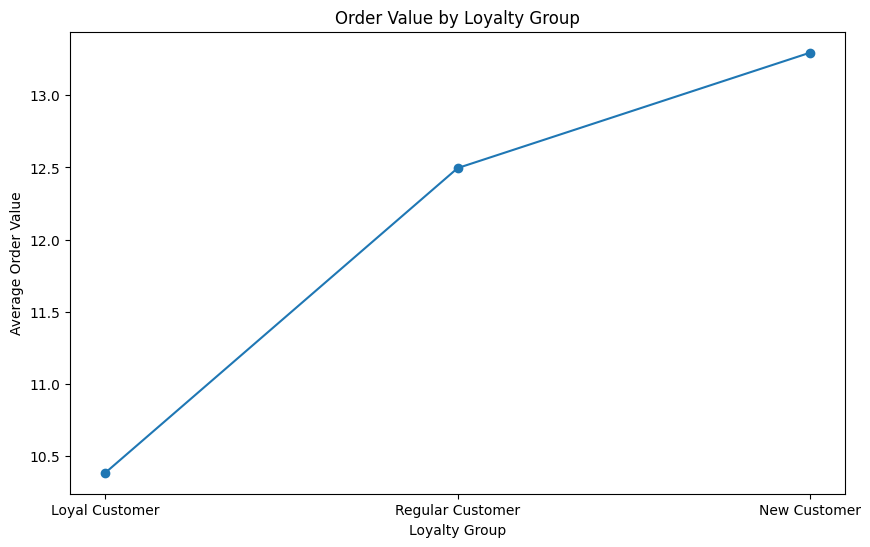 Order Value by Loyalty Group
Average Order Value
13.0
12.5
12.0
11.5
11.0
10.5
Loyal Customer
Regular Customer
New Customer
Loyalty Group